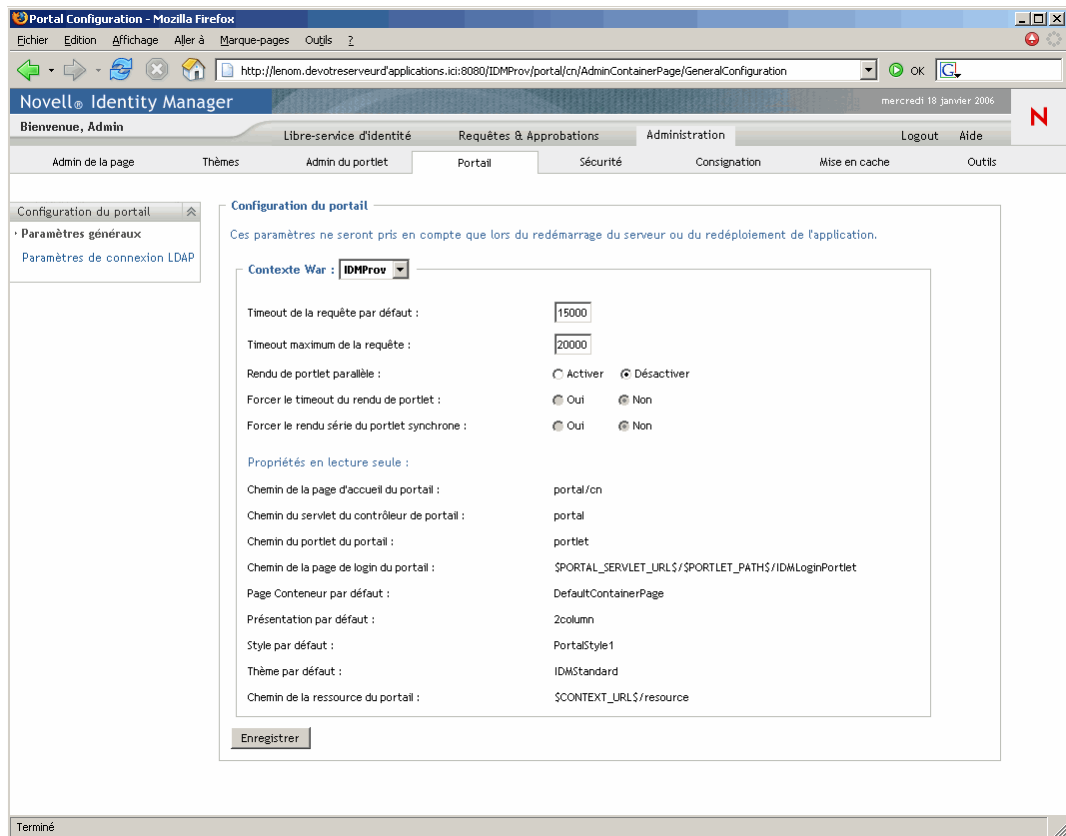 Portal Configuration - Mozilla Firefox
Fichier Edition Affichage Aller à Marque-pages Outils ?
http://lenom.devotreserveurd'applications.ici:8080/IDMProv/portal/cn/AdminContainerPage/GeneralConfiguration OK G
Novell® Identity Manager mercredi 18 janvier 2006
N
Bienvenue, Admin
Libre-service d'identité Requêtes & Approbations Administration Logout Aide
Admin de la page Thèmes Admin du portlet Portail Sécurité Consignation Mise en cache Outils
Configuration du portail
Paramètres généraux
Paramètres de connexion LDAP
Configuration du portail
Ces paramètres ne seront pris en compte que lors du redémarrage du serveur ou du redéploiement de l'application.
Contexte War : IDMProv
Timeout de la requête par défaut : 15000
Timeout maximum de la requête : 20000
Rendu de portlet parallèle : Activer Désactiver
Forcer le timeout du rendu de portlet : Oui Non
Forcer le rendu série du portlet synchrone : Oui Non
Propriétés en lecture seule :
Chemin de la page d'accueil du portail : portal/cn
Chemin du servlet du contrôleur de portail : portal
Chemin du portlet du portail : portlet
Chemin de la page de login du portail : $PORTAL_SERVLET_URL$/$PORTLET_PATH$/IDMLoginPortlet
Page Conteneur par défaut : DefaultContainerPage
Présentation par défaut : 2column
Style par défaut : PortalStyle1
Thème par défaut : IDMStandard
Chemin de la ressource du portail : $CONTEXT_URL$/resource
Enregistrer
Terminé